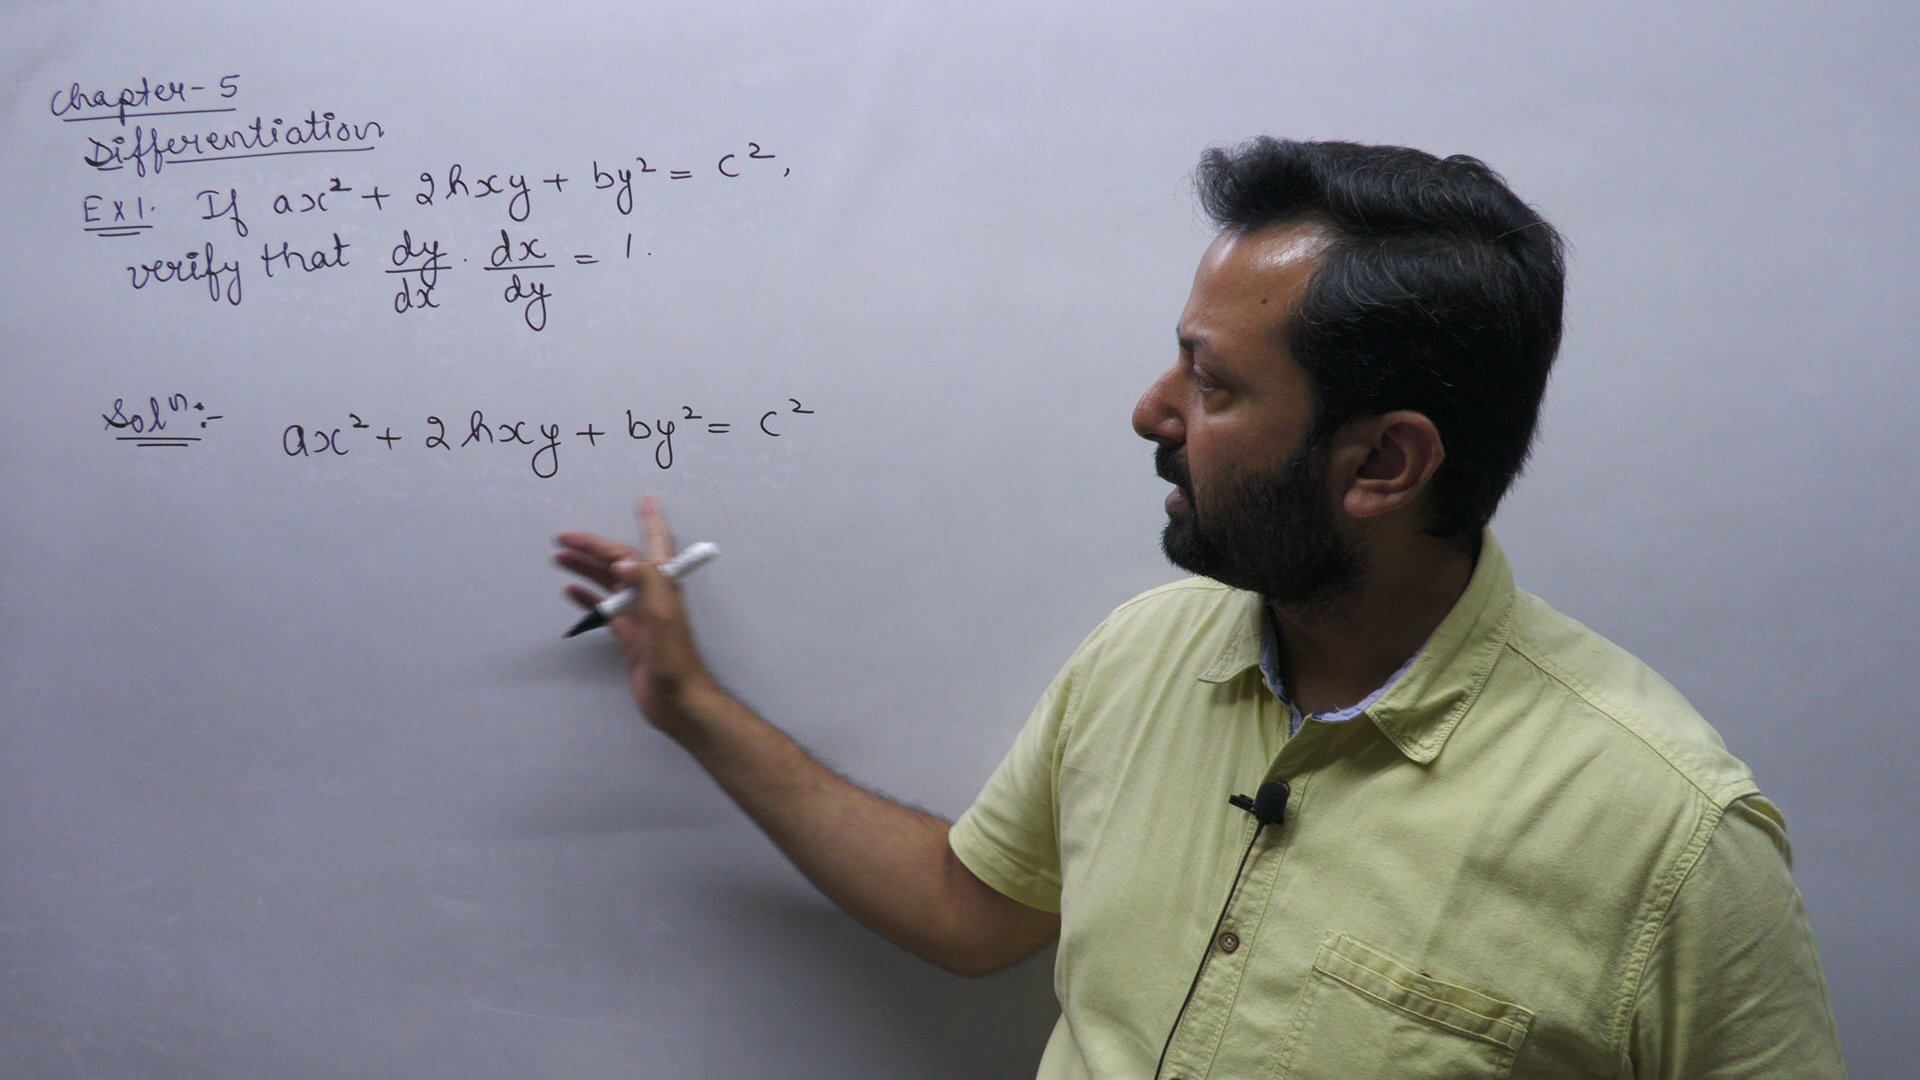 Chapter-5
Differentiation
Ex1. If ax² + 2hxy + by² = c²,
verify that dy/dx . dx/dy = 1.
Solⁿ:- ax² + 2hxy + by² = c²